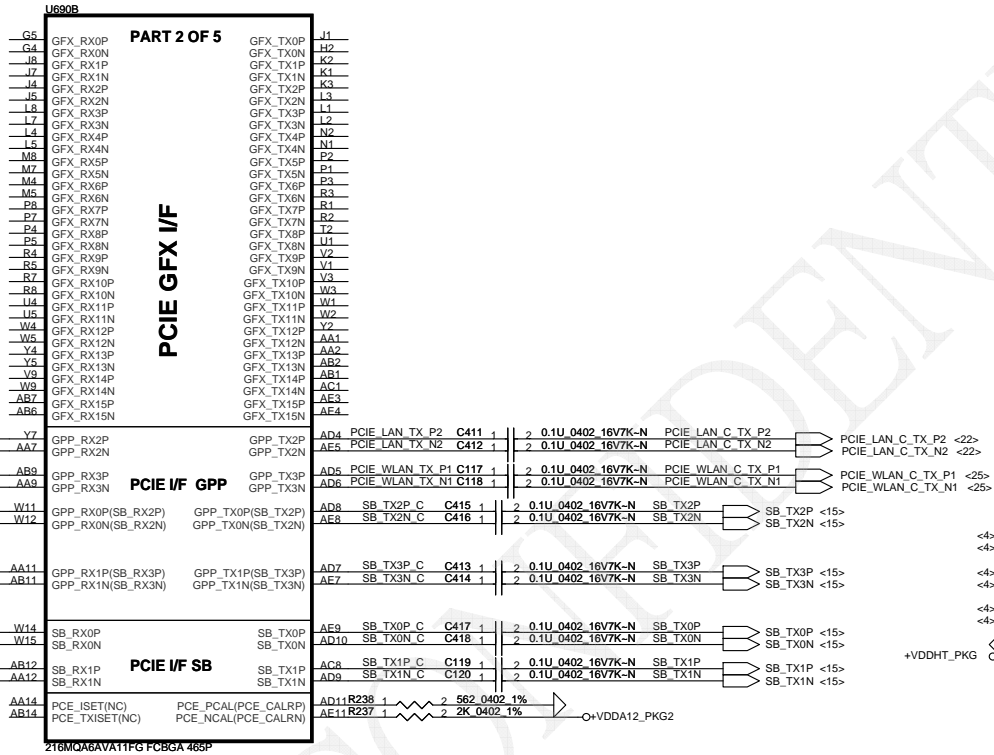 U690B
PART 2 OF 5
G5 GFX_RX0P GFX_TX0P J1
G4 GFX_RX0N GFX_TX0N H2
J8 GFX_RX1P GFX_TX1P K2
J7 GFX_RX1N GFX_TX1N K1
J4 GFX_RX2P GFX_TX2P K3
J5 GFX_RX2N GFX_TX2N L3
L8 GFX_RX3P GFX_TX3P L1
L7 GFX_RX3N GFX_TX3N L2
L4 GFX_RX4P GFX_TX4P N2
L5 GFX_RX4N GFX_TX4N N1
M8 GFX_RX5P GFX_TX5P P2
M7 GFX_RX5N GFX_TX5N P1
M4 GFX_RX6P GFX_TX6P P3
M5 GFX_RX6N GFX_TX6N R3
P8 GFX_RX7P GFX_TX7P R1
P7 GFX_RX7N GFX_TX7N R2
P4 GFX_RX8P GFX_TX8P T2
P5 GFX_RX8N GFX_TX8N U1
R4 GFX_RX9P GFX_TX9P V2
R5 GFX_RX9N GFX_TX9N V1
R7 GFX_RX10P GFX_TX10P V3
R8 GFX_RX10N GFX_TX10N W3
U4 GFX_RX11P GFX_TX11P W1
U5 GFX_RX11N GFX_TX11N W2
W4 GFX_RX12P GFX_TX12P Y2
W5 GFX_RX12N GFX_TX12N AA1
Y4 GFX_RX13P GFX_TX13P AA2
Y5 GFX_RX13N GFX_TX13N AB2
V9 GFX_RX14P GFX_TX14P AB1
W9 GFX_RX14N GFX_TX14N AC1
AB7 GFX_RX15P GFX_TX15P AE3
AB6 GFX_RX15N GFX_TX15N AE4
PCIE GFX I/F
Y7 GPP_RX2P GPP_TX2P AD4 PCIE_LAN_TX_P2 C411 1 2 0.1U_0402_16V7K~N PCIE_LAN_C_TX_P2 PCIE_LAN_C_TX_P2 <22>
AA7 GPP_RX2N GPP_TX2N AE5 PCIE_LAN_TX_N2 C412 1 2 0.1U_0402_16V7K~N PCIE_LAN_C_TX_N2 PCIE_LAN_C_TX_N2 <22>
AB9 GPP_RX3P GPP_TX3P AD5 PCIE_WLAN_TX_P1 C117 1 2 0.1U_0402_16V7K~N PCIE_WLAN_C_TX_P1 PCIE_WLAN_C_TX_P1 <25>
AA9 GPP_RX3N GPP_TX3N AD6 PCIE_WLAN_TX_N1 C118 1 2 0.1U_0402_16V7K~N PCIE_WLAN_C_TX_N1 PCIE_WLAN_C_TX_N1 <25>
PCIE I/F GPP
W11 GPP_RX0P(SB_RX2P) GPP_TX0P(SB_TX2P) AD8 SB_TX2P_C C415 1 2 0.1U_0402_16V7K~N SB_TX2P SB_TX2P <15>
W12 GPP_RX0N(SB_RX2N) GPP_TX0N(SB_TX2N) AE8 SB_TX2N_C C416 1 2 0.1U_0402_16V7K~N SB_TX2N SB_TX2N <15>
AA11 GPP_RX1P(SB_RX3P) GPP_TX1P(SB_TX3P) AD7 SB_TX3P_C C413 1 2 0.1U_0402_16V7K~N SB_TX3P SB_TX3P <15>
AB11 GPP_RX1N(SB_RX3N) GPP_TX1N(SB_TX3N) AE7 SB_TX3N_C C414 1 2 0.1U_0402_16V7K~N SB_TX3N SB_TX3N <15>
W14 SB_RX0P SB_TX0P AE9 SB_TX0P_C C417 1 2 0.1U_0402_16V7K~N SB_TX0P SB_TX0P <15>
W15 SB_RX0N SB_TX0N AD10 SB_TX0N_C C418 1 2 0.1U_0402_16V7K~N SB_TX0N SB_TX0N <15>
PCIE I/F SB
AB12 SB_RX1P SB_TX1P AC8 SB_TX1P_C C119 1 2 0.1U_0402_16V7K~N SB_TX1P SB_TX1P <15>
AA12 SB_RX1N SB_TX1N AD9 SB_TX1N_C C120 1 2 0.1U_0402_16V7K~N SB_TX1N SB_TX1N <15>
AA14 PCE_ISET(NC) PCE_PCAL(PCE_CALRP) AD11 R238 1 2 562_0402_1%
AB14 PCE_TXISET(NC) PCE_NCAL(PCE_CALRN) AE11 R237 1 2 2K_0402_1% +VDDA12_PKG2
216MQA6AVA11FG FCBGA 465P
<4>
<4>
<4>
<4>
<4>
<4>
+VDDHT_PKG
CONFIDENT